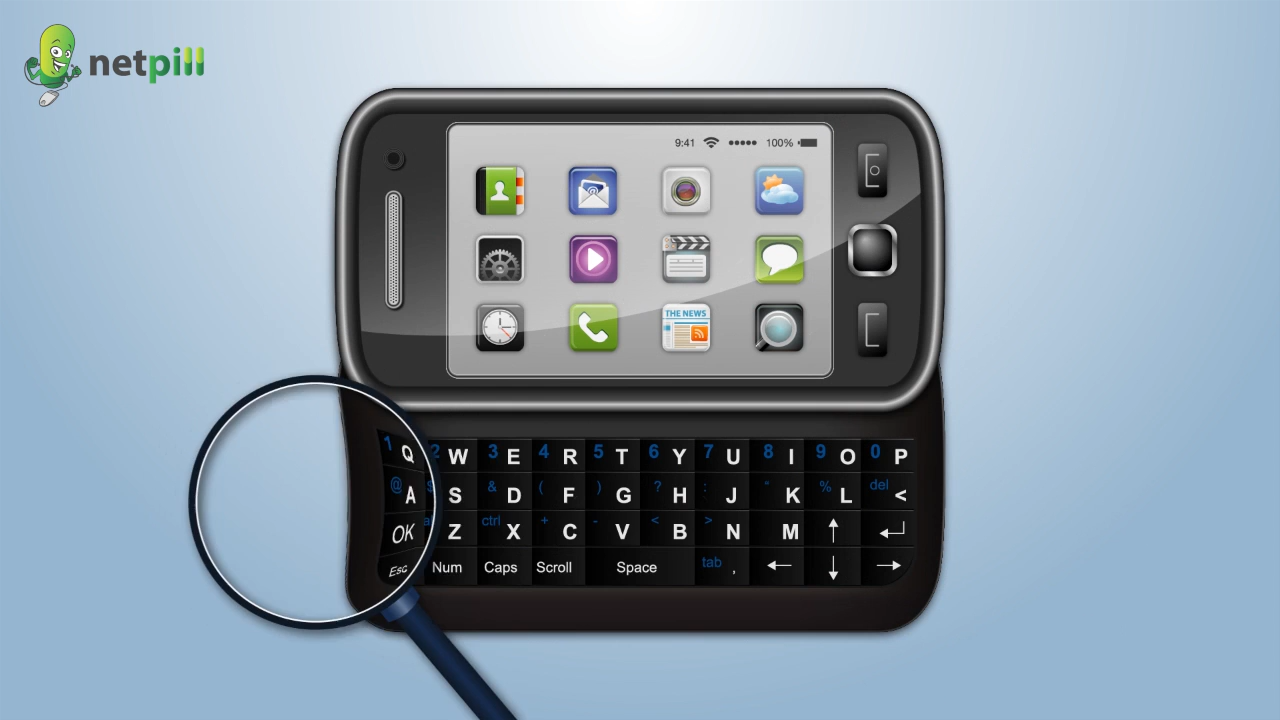 netpill
9:41 100%
THE NEWS
1 Q 2 W 3 E 4 R 5 T 6 Y 7 U 8 I 9 O 0 P
@ A S & D ( F ) G ? H : J " K % L del <
OK Z ctrl X + C - V < B > N M ↑ ↵
Esc Num Caps Scroll Space tab , ← ↓ →